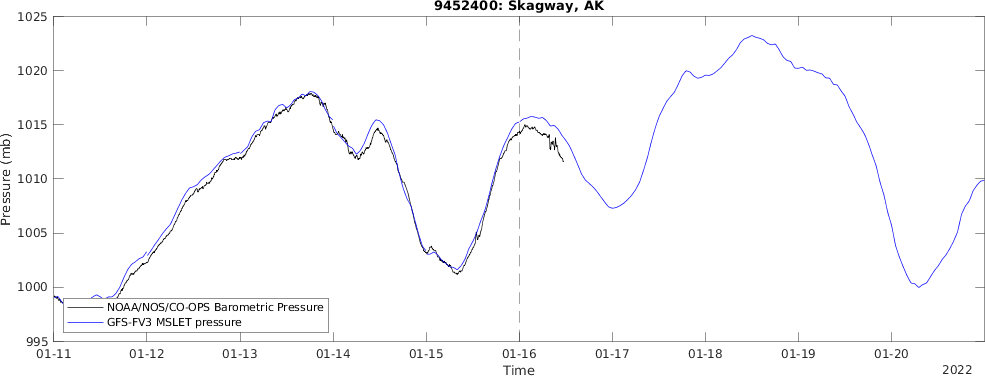 9452400: Skagway, AK
1025
1020
1015
1010
1005
1000
995
Pressure (mb)
NOAA/NOS/CO-OPS Barometric Pressure
GFS-FV3 MSLET pressure
01-11 01-12 01-13 01-14 01-15 01-16 01-17 01-18 01-19 01-20
Time
2022